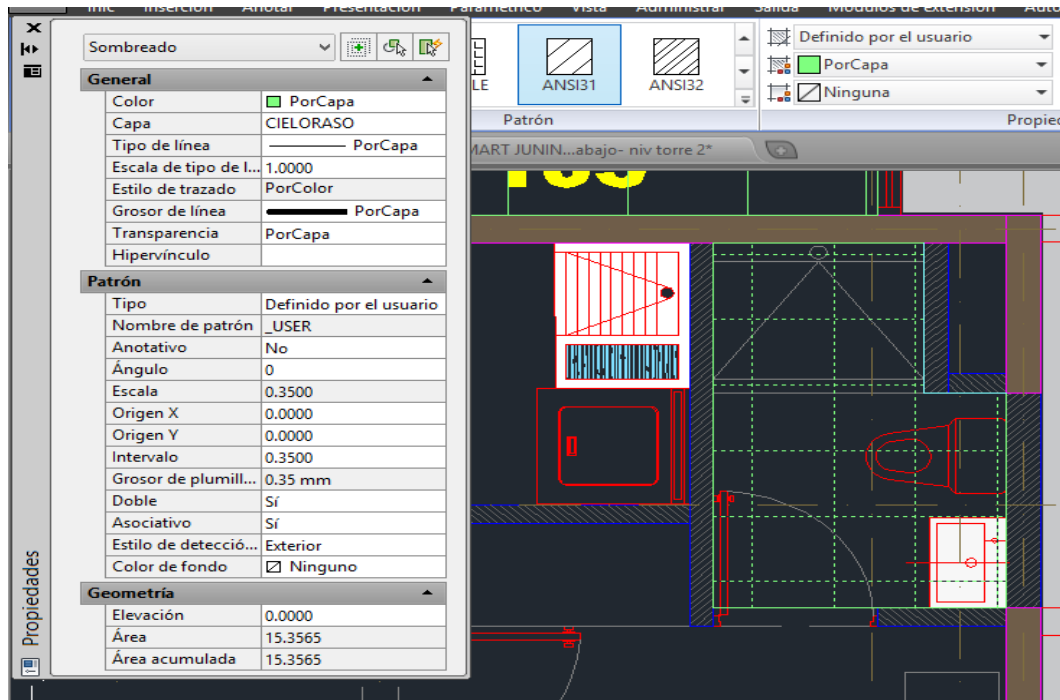 Inic Inserción Anotar Presentación Paramétrico Vista Administrar Salida Módulos de extensión
Sombreado
General
Color PorCapa
Capa CIELORASO
Tipo de línea PorCapa
Escala de tipo de l... 1.0000
Estilo de trazado PorColor
Grosor de línea PorCapa
Transparencia PorCapa
Hipervínculo
Patrón
Tipo Definido por el usuario
Nombre de patrón _USER
Anotativo No
Ángulo 0
Escala 0.3500
Origen X 0.0000
Origen Y 0.0000
Intervalo 0.3500
Grosor de plumill... 0.35 mm
Doble Sí
Asociativo Sí
Estilo de detecció... Exterior
Color de fondo Ninguno
Geometría
Elevación 0.0000
Área 15.3565
Área acumulada 15.3565
Propiedades
LE ANSI31 ANSI32
Patrón
Definido por el usuario
PorCapa
Ninguna
Propie
MART JUNIN...abajo- niv torre 2*